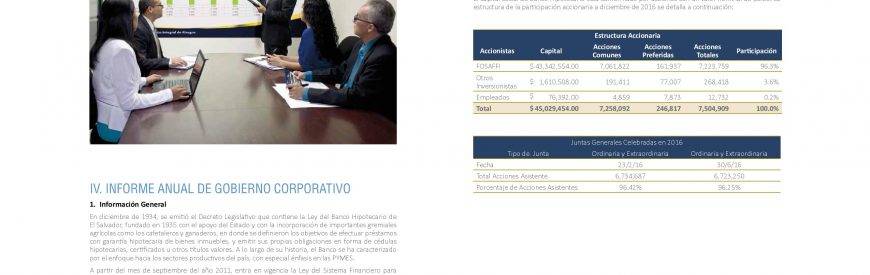 Integral de Riesgos
IV. INFORME ANUAL DE GOBIERNO CORPORATIVO
1. Información General
En diciembre de 1934, se emitió el Decreto Legislativo que contiene la Ley del Banco Hipotecario de
El Salvador, fundado en 1935 con el apoyo del Estado y con la incorporación de importantes gremiales
agrícolas como los cafetaleros y ganaderos, en donde se definieron los objetivos de efectuar préstamos
con garantía hipotecaria de bienes inmuebles, y emitir sus propias obligaciones en forma de cédulas
hipotecarias, certificados u otros títulos valores. A lo largo de su historia, el Banco se ha caracterizado
por el enfoque hacia los sectores productivos del país, con especial énfasis en las PYMES.
A partir del mes de septiembre del año 2011, entra en vigencia la Ley del Sistema Financiero para
estructura de la participación accionaria a diciembre de 2016 se detalla a continuación:
Estructura Accionaria
Accionistas Capital Acciones Comunes Acciones Preferidas Acciones Totales Participación
FOSAFFI $ 43,342,554.00 7,061,822 161,937 7,223,759 96.3%
Otros Inversionistas $ 1,610,508.00 191,411 77,007 268,418 3.6%
Empleados $ 76,392.00 4,859 7,873 12,732 0.2%
Total $ 45,029,454.00 7,258,092 246,817 7,504,909 100.0%
Juntas Generales Celebradas en 2016
Tipo de Junta Ordinaria y Extraordinaria Ordinaria y Extraordinaria
Fecha 23/2/16 30/6/16
Total Acciones Asistente 6,734,687 6,723,250
Porcentaje de Acciones Asistentes 96.42% 96.25%